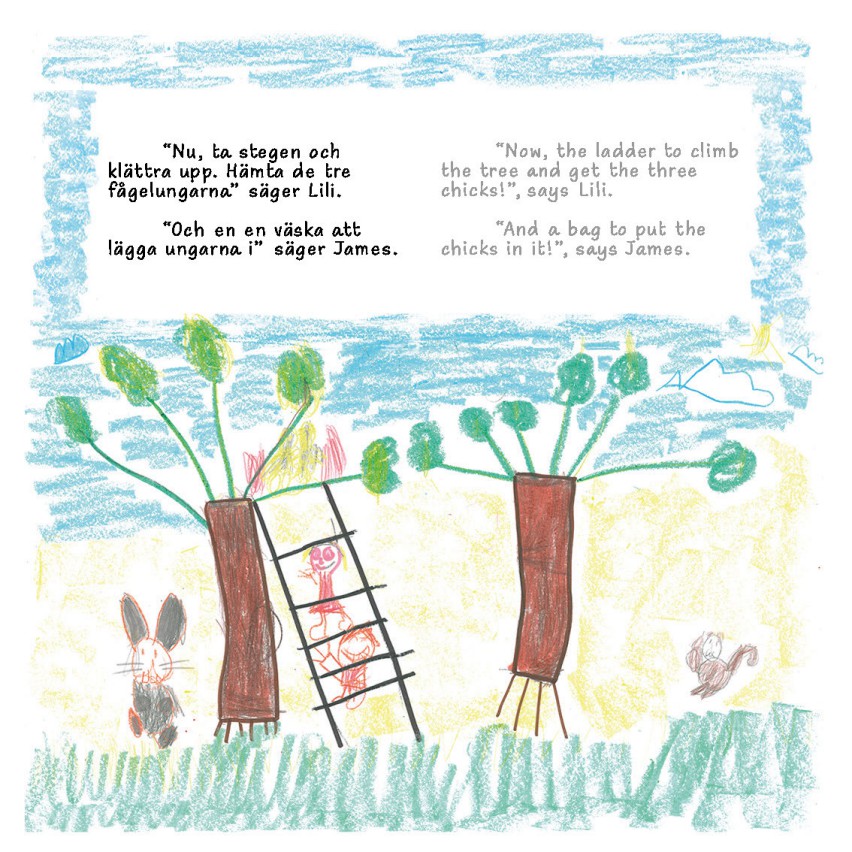 “Nu, ta stegen och
klättra upp. Hämta de tre
fågelungarna” säger Lili.
“Och en en väska att
lägga ungarna i” säger James.
“Now, the ladder to climb
the tree and get the three
chicks!”, says Lili.
“And a bag to put the
chicks in it!”, says James.